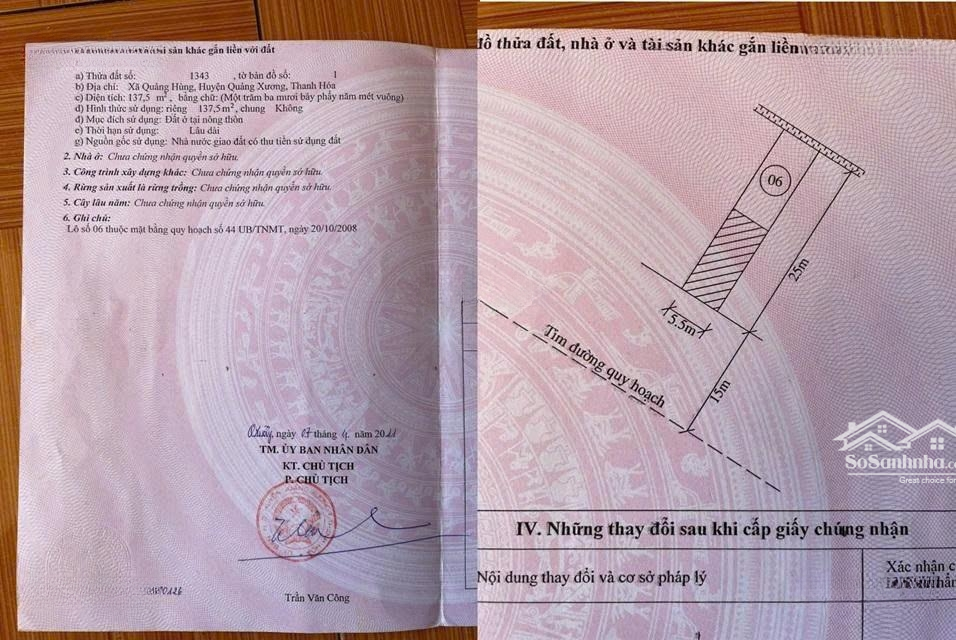 sản khác gắn liền với đất
a) Thửa đất số: 1343 , tờ bản đồ số: 1
b) Địa chỉ: Xã Quảng Hùng, Huyện Quảng Xương, Thanh Hóa
c) Diện tích: 137,5 m², bằng chữ: (Một trăm ba mươi bảy phẩy năm mét vuông)
d) Hình thức sử dụng: riêng 137,5 m², chung Không
đ) Mục đích sử dụng: Đất ở tại nông thôn
e) Thời hạn sử dụng: Lâu dài
g) Nguồn gốc sử dụng: Nhà nước giao đất có thu tiền sử dụng đất
2. Nhà ở: Chưa chứng nhận quyền sở hữu.
3. Công trình xây dựng khác: Chưa chứng nhận quyền sở hữu.
4. Rừng sản xuất là rừng trồng: Chưa chứng nhận quyền sở hữu.
5. Cây lâu năm: Chưa chứng nhận quyền sở hữu.
6. Ghi chú:
Lô số 06 thuộc mặt bằng quy hoạch số 44 UB/TNMT, ngày 20/10/2008
ngày 07 tháng 4 năm 2011
TM. ỦY BAN NHÂN DÂN
KT. CHỦ TỊCH
P. CHỦ TỊCH
Trần Văn Công
đồ thửa đất, nhà ở và tài sản khác gắn liền
06
25m
5.5m
Tim đường quy hoạch
15m
SoSanhnha.c
Great choice for
IV. Những thay đổi sau khi cấp giấy chứng nhận
Nội dung thay đổi và cơ sở pháp lý
Xác nhận c